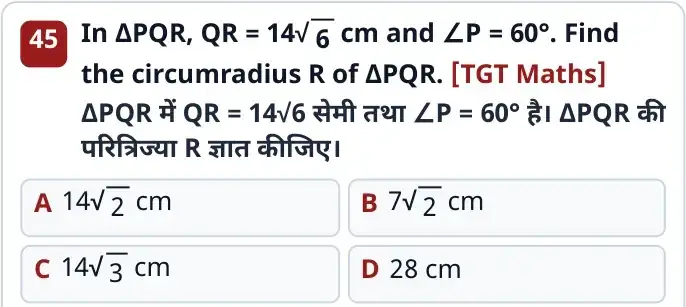 45 In ΔPQR, QR = 14√6 cm and ∠P = 60°. Find
the circumradius R of ΔPQR. [TGT Maths]
ΔPQR में QR = 14√6 सेमी तथा ∠P = 60° है। ΔPQR की
परित्रिज्या R ज्ञात कीजिए।
A 14√2 cm B 7√2 cm
C 14√3 cm D 28 cm